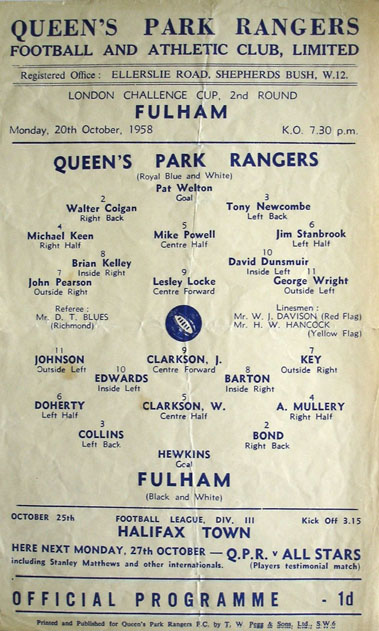 QUEEN'S PARK RANGERS
FOOTBALL AND ATHLETIC CLUB, LIMITED
Registered Office: ELLERSLIE ROAD, SHEPHERDS BUSH, W.12.
LONDON CHALLENGE CUP, 2ND ROUND
FULHAM
Monday, 20th October, 1958 K.O. 7.30 p.m.
QUEEN'S PARK RANGERS
(Royal Blue and White)
Pat Welton
Goal
2 3
Walter Colgan Tony Newcombe
Right Back Left Back
4 5 6
Michael Keen Mike Powell Jim Stanbrook
Right Half Centre Half Left Half
8 10
Brian Kelley David Dunsmuir
Inside Right Inside Left
7 9 11
John Pearson Lesley Locke George Wright
Outside Right Centre Forward Outside Left
Referee: Linesmen:
Mr. D. T. BLUES Mr. W. J. DAVISON (Red Flag)
(Richmond) Mr. H. W. HANCOCK
(Yellow Flag)
11 9 7
JOHNSON CLARKSON, J. KEY
Outside Left Centre Forward Outside Right
10 8
EDWARDS BARTON
Inside Left Inside Right
6 5 4
DOHERTY CLARKSON, W. A. MULLERY
Left Half Centre Half Right Half
3 2
COLLINS BOND
Left Back Right Back
HEWKINS
Goal
FULHAM
(Black and White)
OCTOBER 25th FOOTBALL LEAGUE, DIV. III Kick Off 3.15
HALIFAX TOWN
HERE NEXT MONDAY, 27th OCTOBER — Q.P.R. v ALL STARS
including Stanley Matthews and other internationals. (Players testimonial match)
OFFICIAL PROGRAMME - 1d
Printed and Published for Queen's Park Rangers F.C. by T. W. Pegg & Sons, Ltd., S.W.6